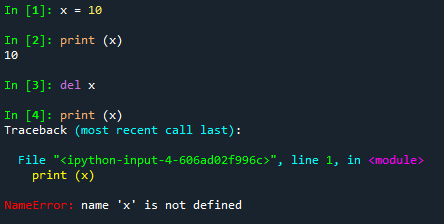 In [1]: x = 10
In [2]: print (x)
10
In [3]: del x
In [4]: print (x)
Traceback (most recent call last):
File "<ipython-input-4-606ad02f996c>", line 1, in <module>
print (x)
NameError: name 'x' is not defined